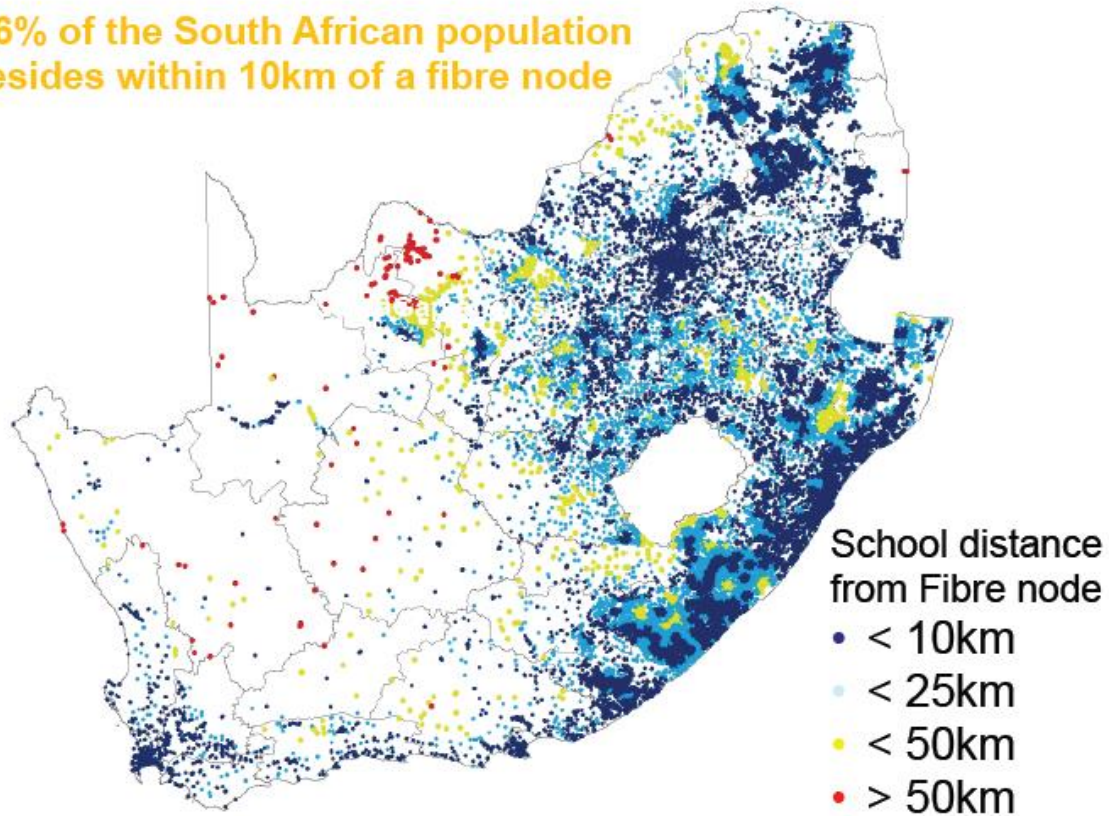 6% of the South African population
esides within 10km of a fibre node
School distance
from Fibre node
< 10km
< 25km
< 50km
> 50km